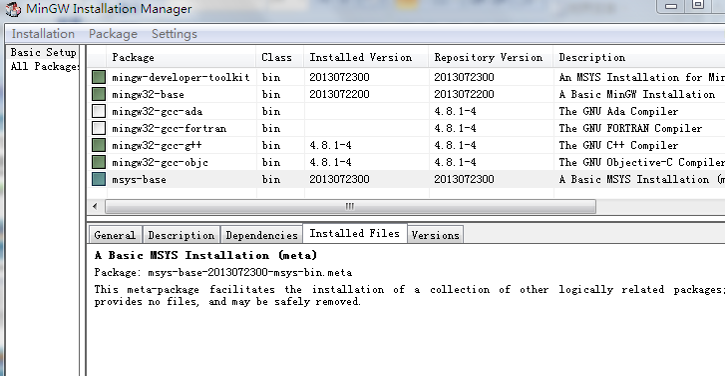 MinGW Installation Manager
Installation Package Settings
Basic Setup
All Packages
Package Class Installed Version Repository Version Description
mingw-developer-toolkit bin 2013072300 2013072300 An MSYS Installation for Min
mingw32-base bin 2013072200 2013072200 A Basic MinGW Installation
mingw32-gcc-ada bin 4.8.1-4 The GNU Ada Compiler
mingw32-gcc-fortran bin 4.8.1-4 The GNU FORTRAN Compiler
mingw32-gcc-g++ bin 4.8.1-4 4.8.1-4 The GNU C++ Compiler
mingw32-gcc-objc bin 4.8.1-4 4.8.1-4 The GNU Objective-C Compiler
msys-base bin 2013072300 2013072300 A Basic MSYS Installation (m
General Description Dependencies Installed Files Versions
A Basic MSYS Installation (meta)
Package: msys-base-2013072300-msys-bin.meta
This meta-package facilitates the installation of a collection of other logically related packages;
provides no files, and may be safely removed.